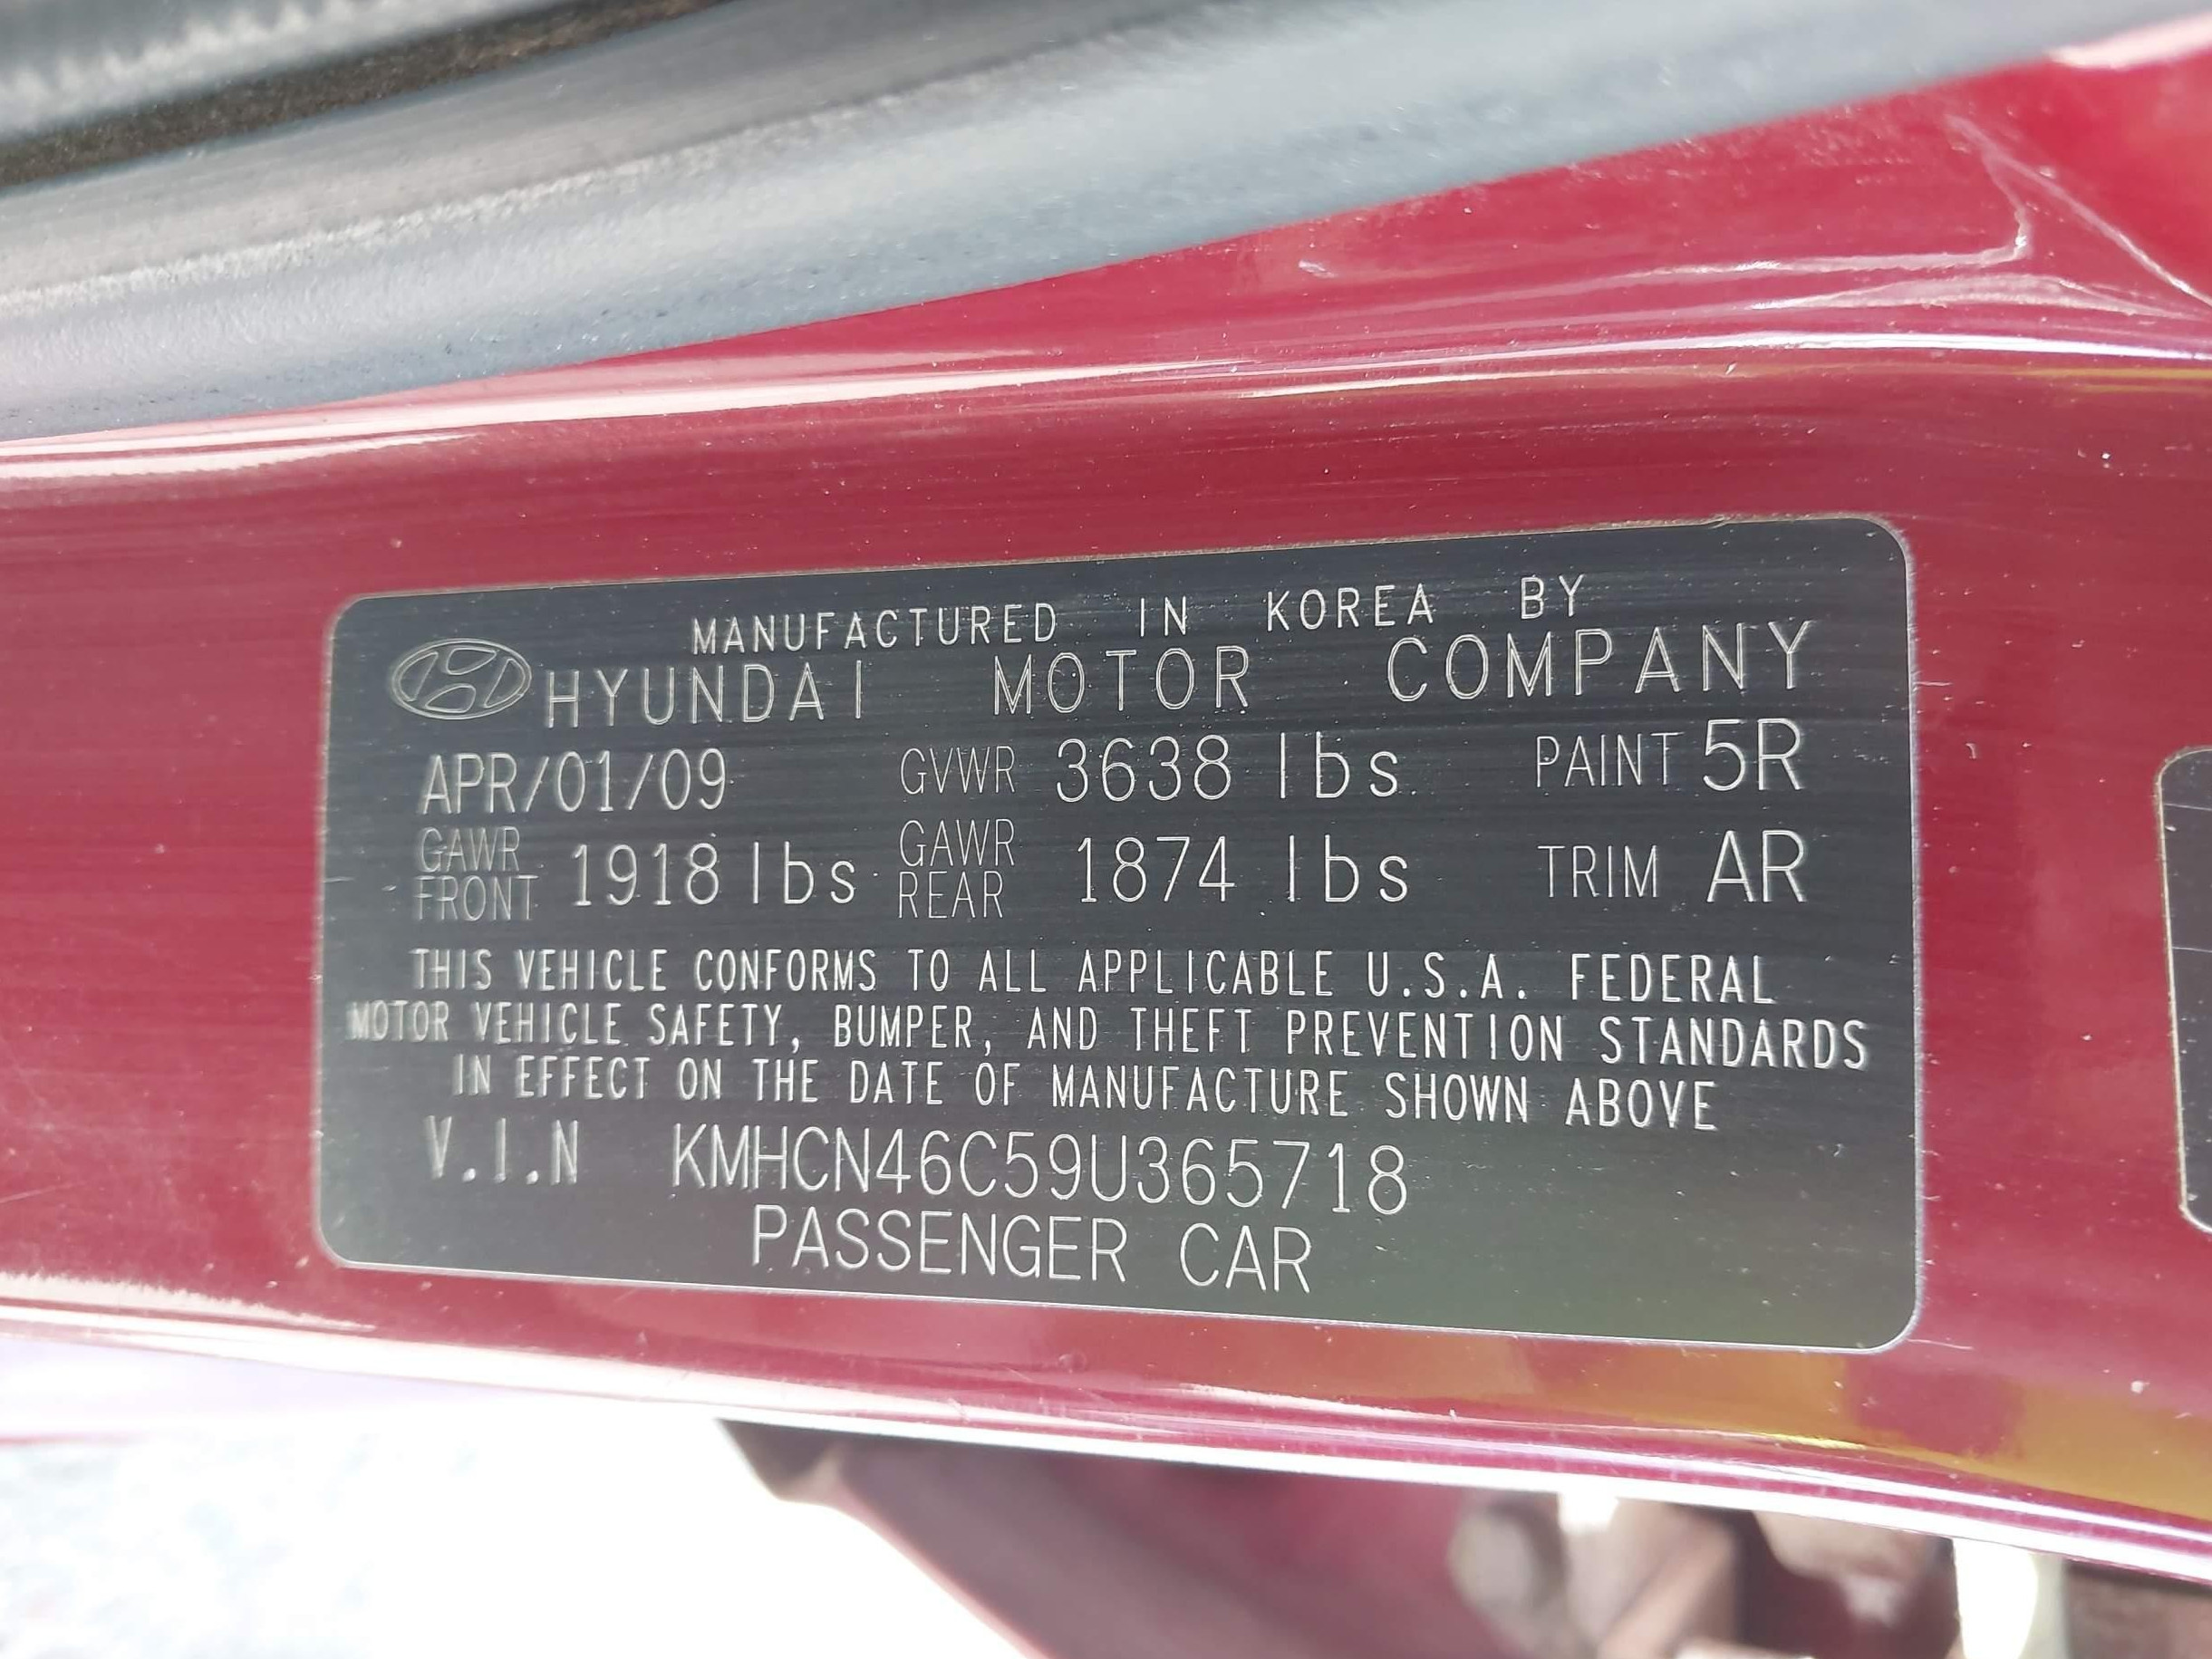 MANUFACTURED IN KOREA BY
HYUNDAI MOTOR COMPANY
APR/01/09 GVWR 3638 lbs PAINT 5R
GAWR FRONT 1918 lbs GAWR REAR 1874 lbs TRIM AR
THIS VEHICLE CONFORMS TO ALL APPLICABLE U.S.A. FEDERAL
MOTOR VEHICLE SAFETY, BUMPER, AND THEFT PREVENTION STANDARDS
IN EFFECT ON THE DATE OF MANUFACTURE SHOWN ABOVE
V.I.N KMHCN46C59U365718
PASSENGER CAR